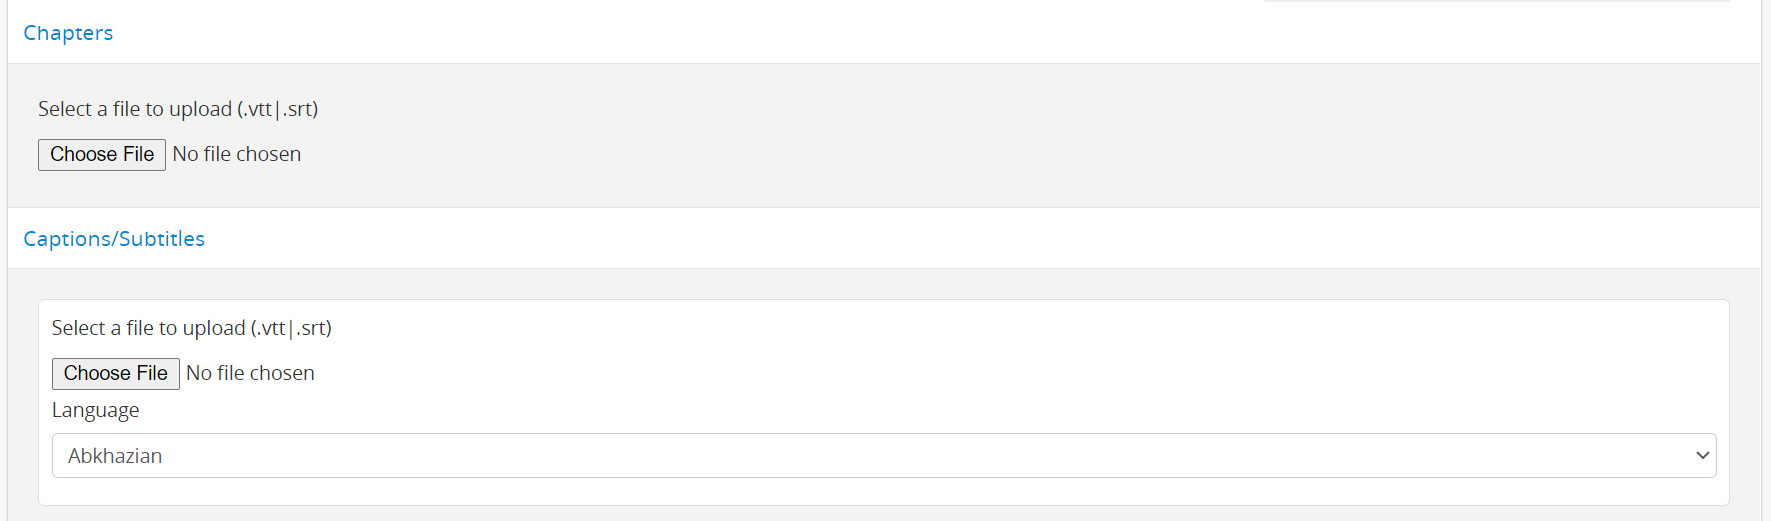 Chapters
Select a file to upload (.vtt|.srt)
Choose File No file chosen
Captions/Subtitles
Select a file to upload (.vtt|.srt)
Choose File No file chosen
Language
Abkhazian